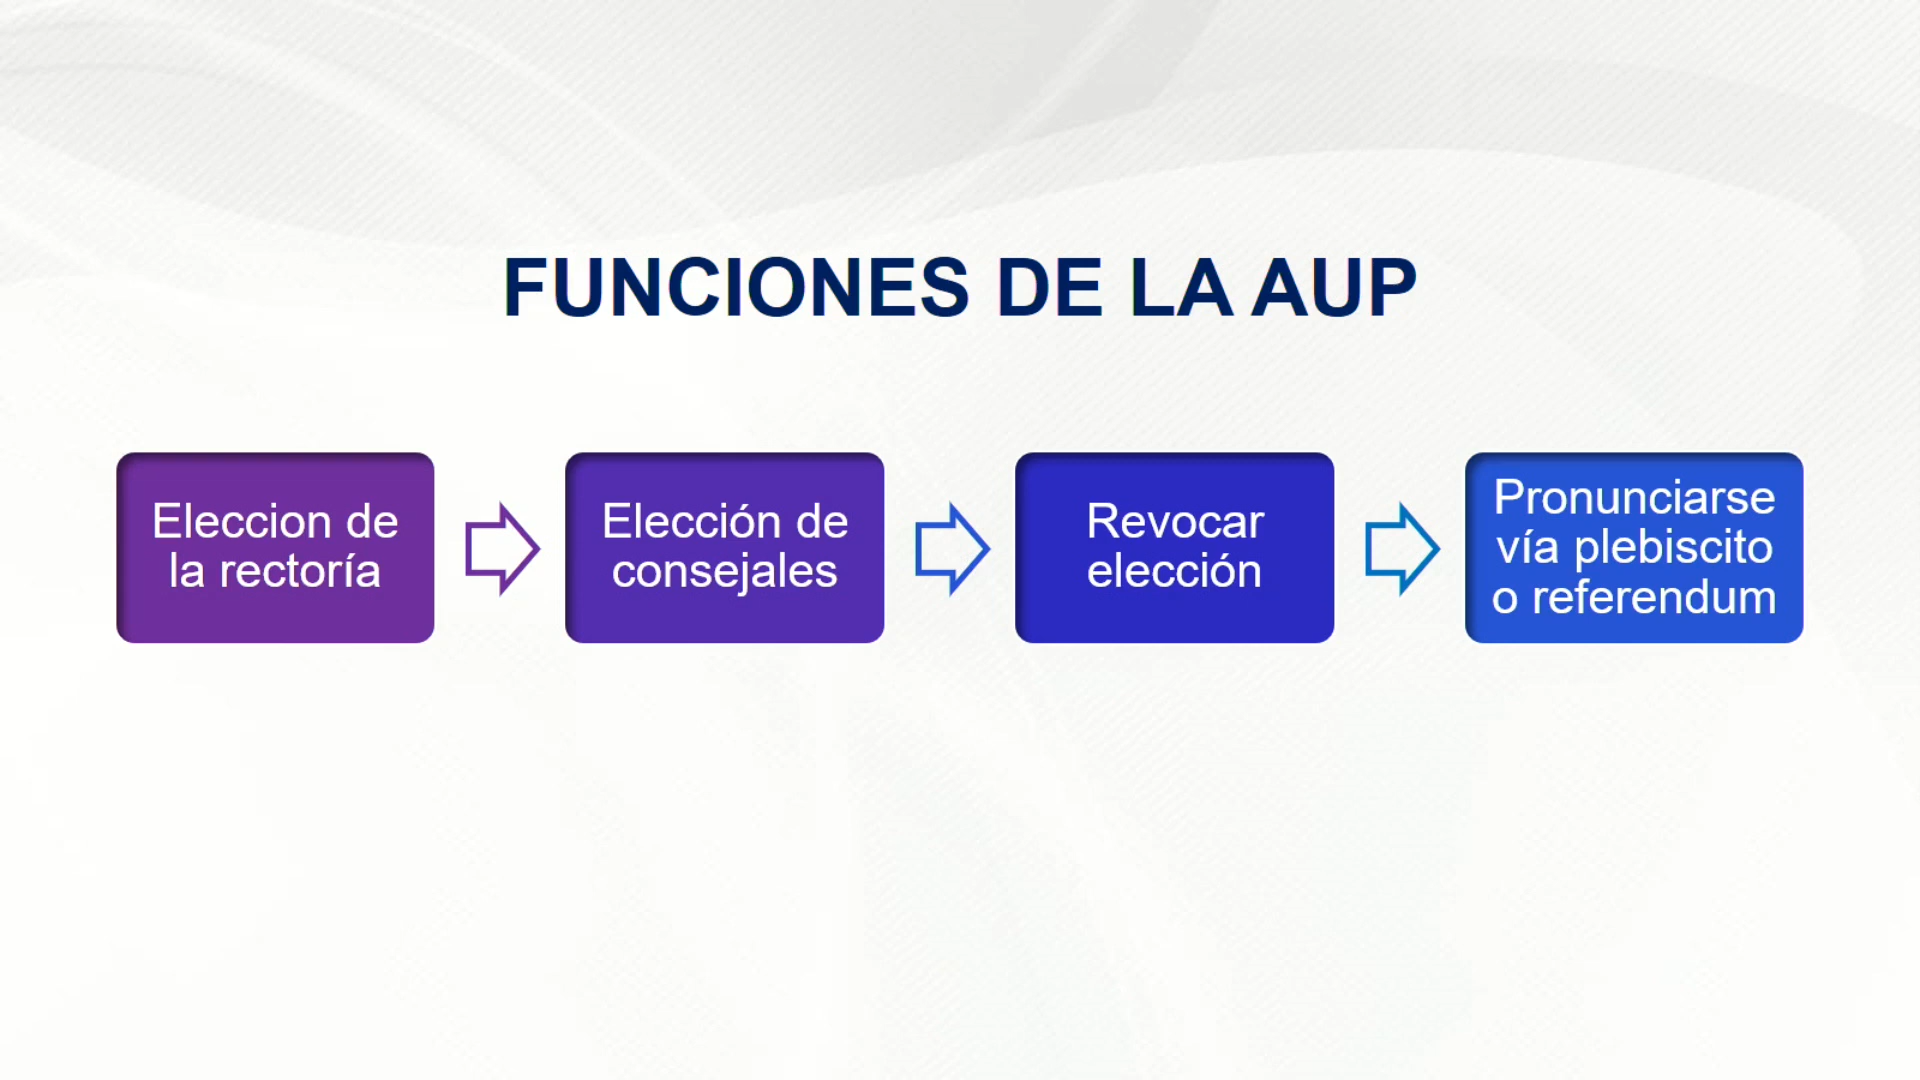 FUNCIONES DE LA AUP
Eleccion de
la rectoría
Elección de
consejales
Revocar
elección
Pronunciarse
vía plebiscito
o referendum